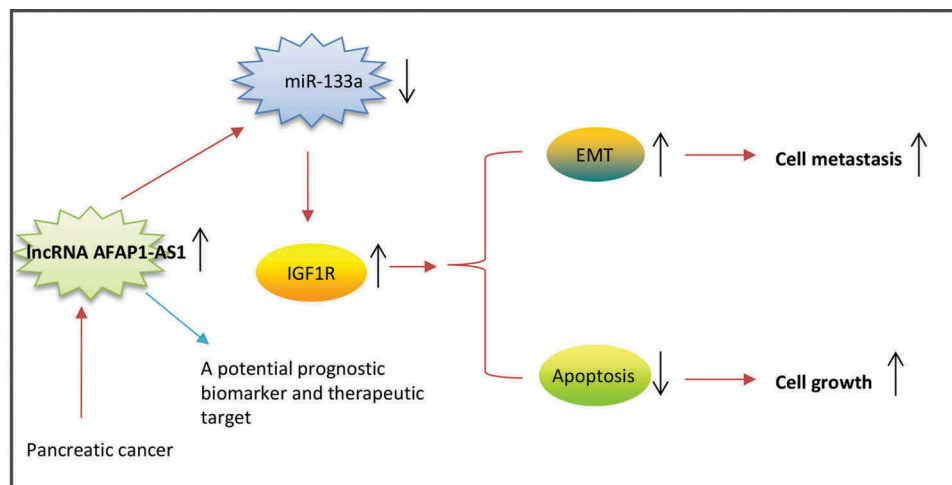 miR-133a
EMT
Cell metastasis
lncRNA AFAP1-AS1
IGF1R
A potential prognostic
biomarker and therapeutic
target
Apoptosis
Cell growth
Pancreatic cancer